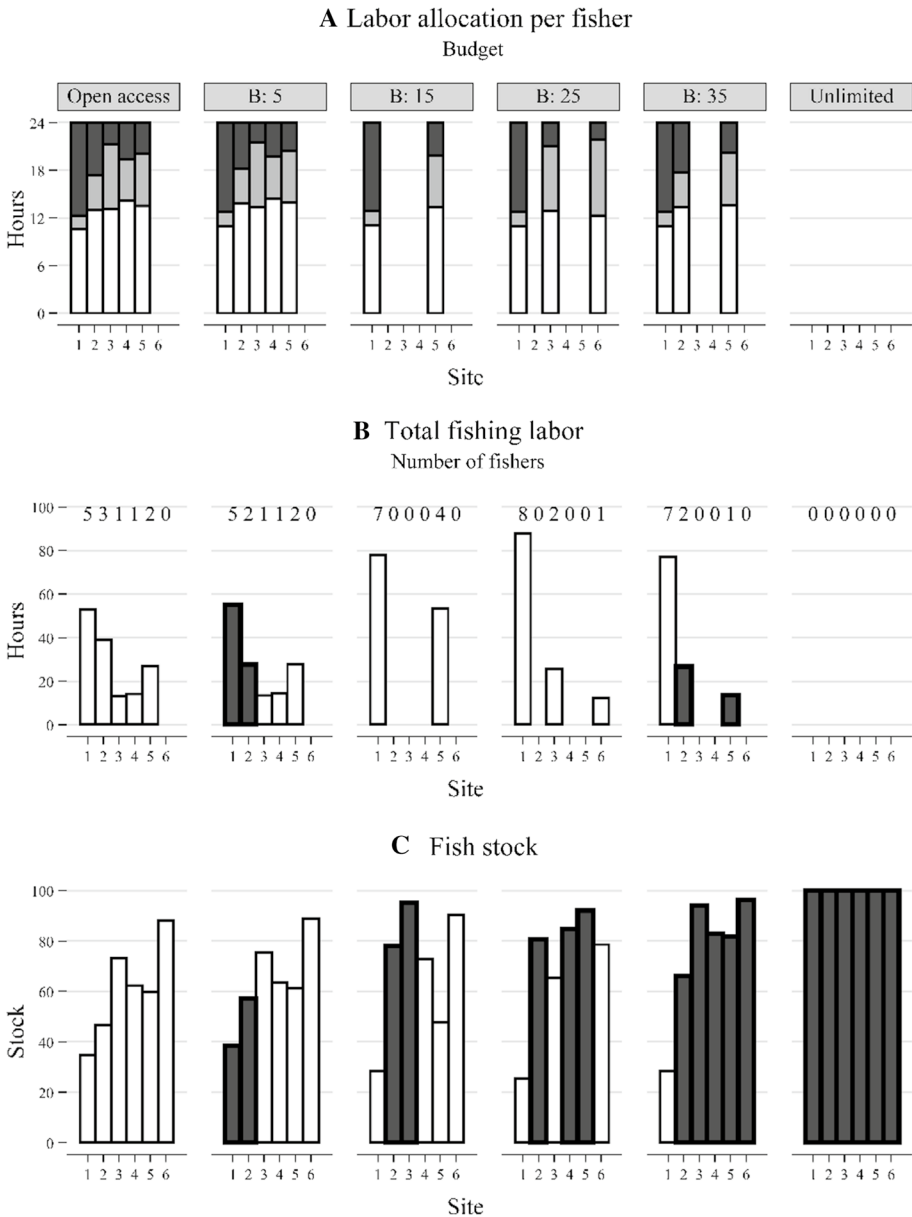 A Labor allocation per fisher
Budget
Open access B: 5 B: 15 B: 25 B: 35 Unlimited
Hours
24
18
12
6
0
1 2 3 4 5 6 1 2 3 4 5 6 1 2 3 4 5 6 1 2 3 4 5 6 1 2 3 4 5 6 1 2 3 4 5 6
Site
B Total fishing labor
Number of fishers
Hours
100
80
60
40
20
0
5 3 1 1 2 0 5 2 1 1 2 0 7 0 0 0 4 0 8 0 2 0 0 1 7 2 0 0 1 0 0 0 0 0 0 0
1 2 3 4 5 6 1 2 3 4 5 6 1 2 3 4 5 6 1 2 3 4 5 6 1 2 3 4 5 6 1 2 3 4 5 6
Site
C Fish stock
Stock
100
80
60
40
20
0
1 2 3 4 5 6 1 2 3 4 5 6 1 2 3 4 5 6 1 2 3 4 5 6 1 2 3 4 5 6 1 2 3 4 5 6
Site